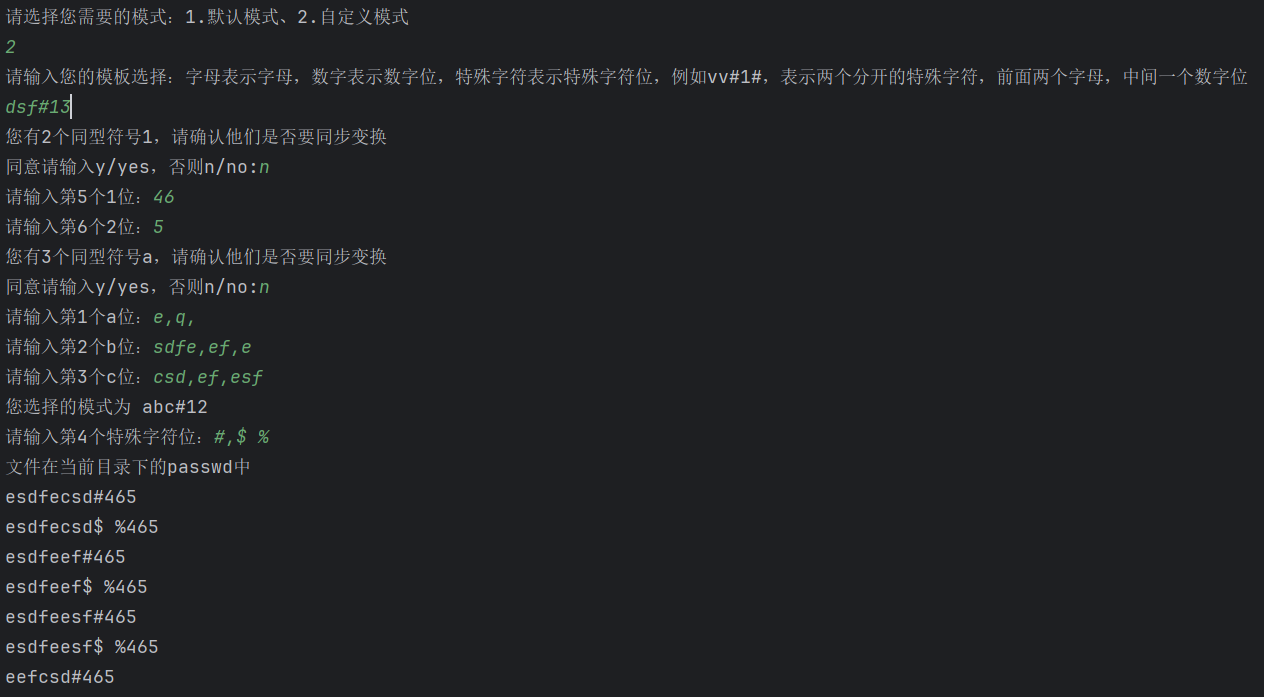 请选择您需要的模式：1.默认模式、2.自定义模式
2
请输入您的模板选择：字母表示字母，数字表示数字位，特殊字符表示特殊字符位，例如vv#1#，表示两个分开的特殊字符，前面两个字母，中间一个数字位
dsf#13
您有2个同型符号1，请确认他们是否要同步变换
同意请输入y/yes，否则n/no:n
请输入第5个1位：46
请输入第6个2位：5
您有3个同型符号a，请确认他们是否要同步变换
同意请输入y/yes，否则n/no:n
请输入第1个a位：e,q,
请输入第2个b位：sdfe,ef,e
请输入第3个c位：csd,ef,esf
您选择的模式为 abc#12
请输入第4个特殊字符位：#,$ %
文件在当前目录下的passwd中
esdfecsd#465
esdfecsd$ %465
esdfeef#465
esdfeef$ %465
esdfeesf#465
esdfeesf$ %465
eefcsd#465